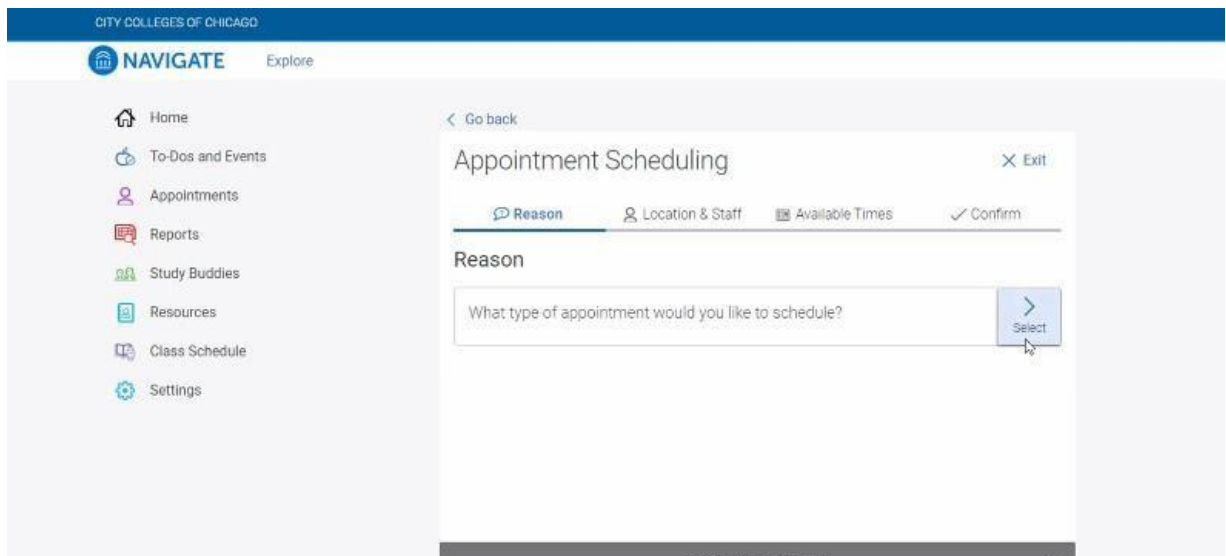 CITY COLLEGES OF CHICAGO
NAVIGATE Explore
Home
To-Dos and Events
Appointments
Reports
Study Buddies
Resources
Class Schedule
Settings
Go back
Appointment Scheduling
Exit
Reason Location & Staff Available Times Confirm
Reason
What type of appointment would you like to schedule?
Select